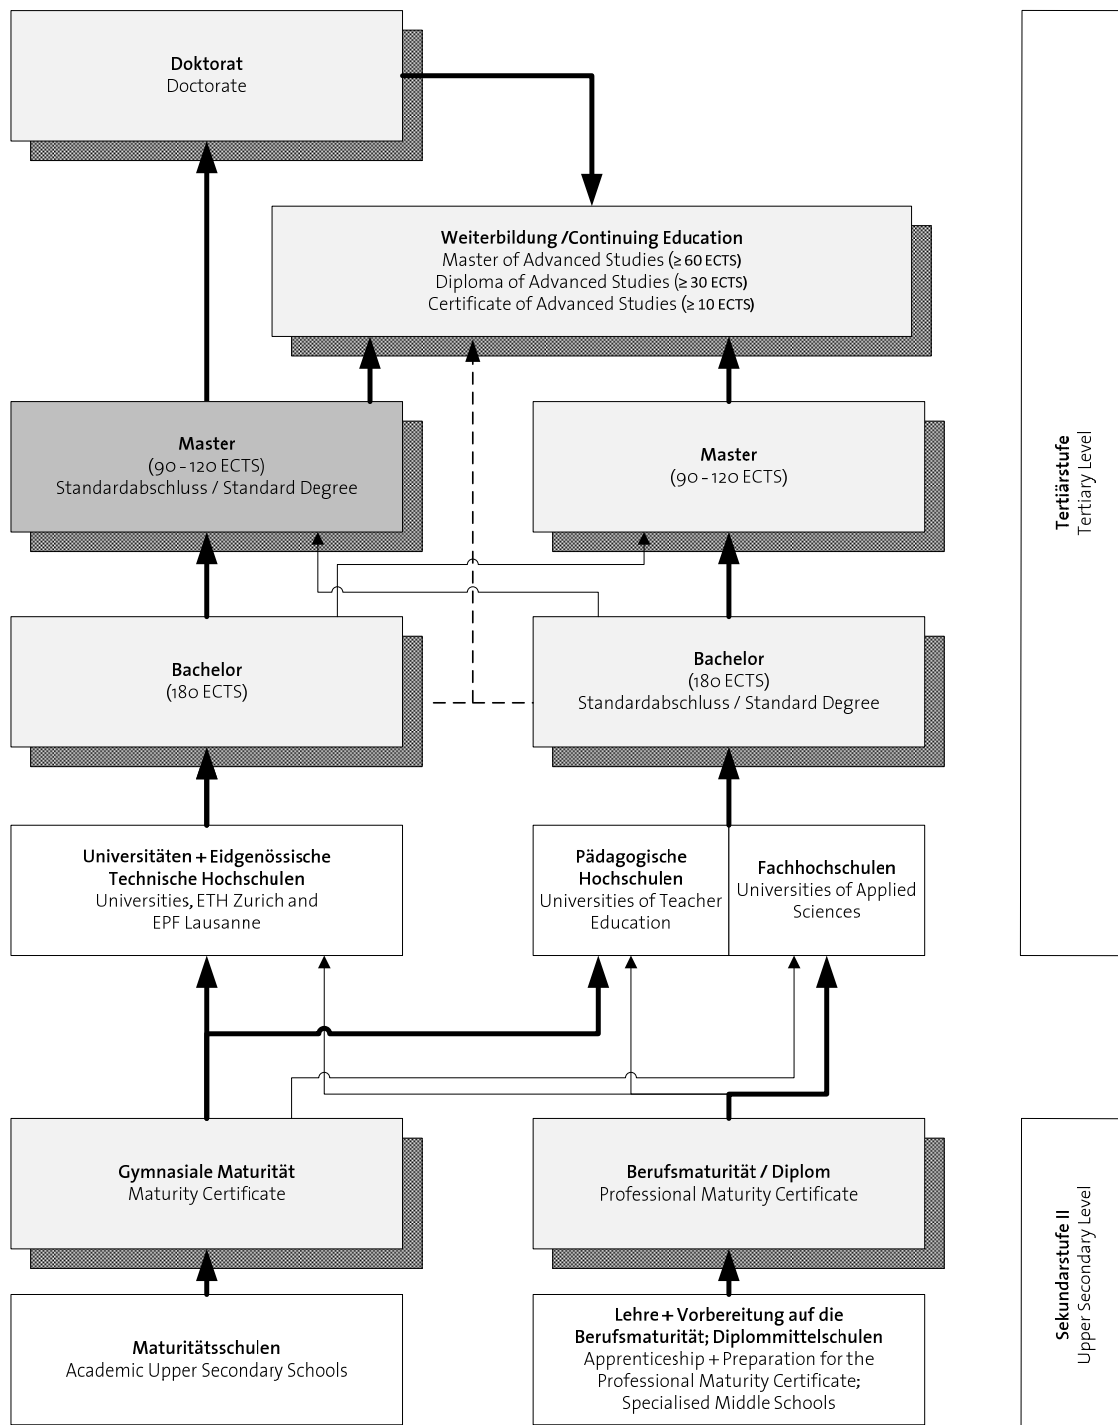 Doktorat
Doctorate
Weiterbildung /Continuing Education
Master of Advanced Studies (≥ 60 ECTS)
Diploma of Advanced Studies (≥ 30 ECTS)
Certificate of Advanced Studies (≥ 10 ECTS)
Master
(90 - 120 ECTS)
Standardabschluss / Standard Degree
Master
(90 - 120 ECTS)
Bachelor
(180 ECTS)
Bachelor
(180 ECTS)
Standardabschluss / Standard Degree
Universitäten + Eidgenössische
Technische Hochschulen
Universities, ETH Zurich and
EPF Lausanne
Pädagogische
Hochschulen
Universities of Teacher
Education
Fachhochschulen
Universities of Applied
Sciences
Tertiärstufe
Tertiary Level
Gymnasiale Maturität
Maturity Certificate
Berufsmaturität / Diplom
Professional Maturity Certificate
Maturitätsschulen
Academic Upper Secondary Schools
Lehre + Vorbereitung auf die
Berufsmaturität; Diplommittelschulen
Apprenticeship + Preparation for the
Professional Maturity Certificate;
Specialised Middle Schools
Sekundarstufe II
Upper Secondary Level